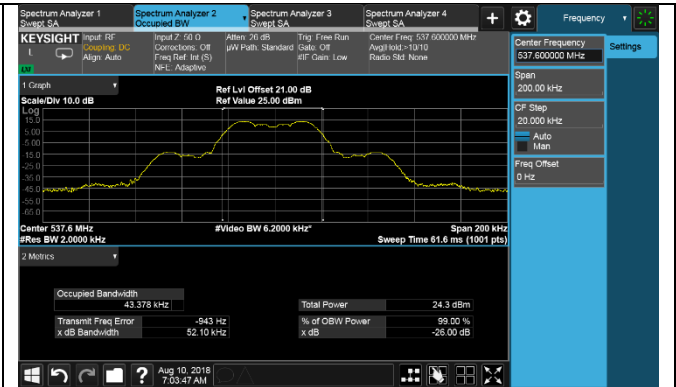 Spectrum Analyzer 1
Swept SA
Spectrum Analyzer 2
Occupied BW
Spectrum Analyzer 3
Swept SA
Spectrum Analyzer 4
Swept SA
+
Frequency
KEYSIGHT
L
LXI
Input: RF
Coupling: DC
Align: Auto
Input Z: 50 Ω
Corrections: Off
Freq Ref: Int (S)
NFE: Adaptive
Atten: 26 dB
µW Path: Standard
Trig: Free Run
Gate: Off
#IF Gain: Low
Center Freq: 537.600000 MHz
Avg|Hold:>10/10
Radio Std: None
Center Frequency
537.600000 MHz
Settings
Span
200.00 kHz
CF Step
20.000 kHz
Auto
Man
Freq Offset
0 Hz
1 Graph
Scale/Div 10.0 dB
Ref Lvl Offset 21.00 dB
Ref Value 25.00 dBm
Log
15.0
5.00
-5.00
-15.0
-25.0
-35.0
-45.0
-55.0
-65.0
Center 537.6 MHz
#Res BW 2.0000 kHz
#Video BW 6.2000 kHz*
Span 200 kHz
Sweep Time 61.6 ms (1001 pts)
2 Metrics
Occupied Bandwidth
43.378 kHz
Total Power 24.3 dBm
Transmit Freq Error -943 Hz
% of OBW Power 99.00 %
x dB Bandwidth 52.10 kHz
x dB -26.00 dB
?
Aug 10, 2018
7:03:47 AM